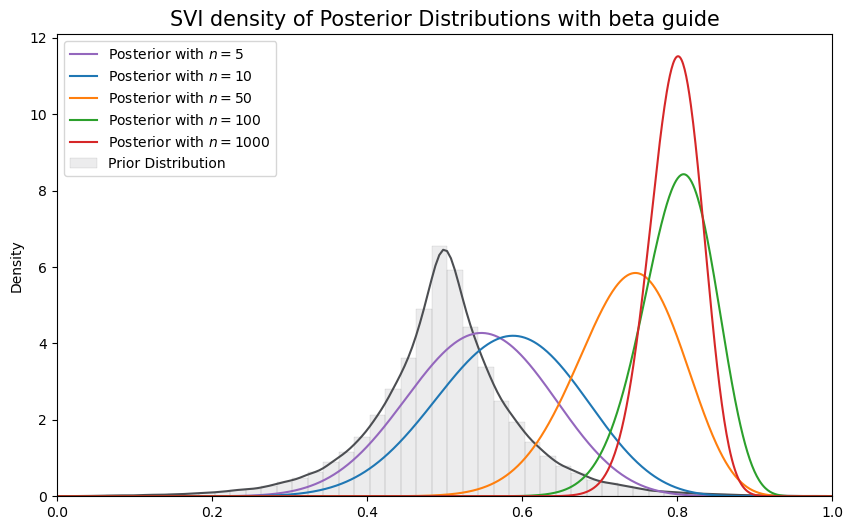 SVI density of Posterior Distributions with beta guide
Posterior with n = 5
Posterior with n = 10
Posterior with n = 50
Posterior with n = 100
Posterior with n = 1000
Prior Distribution
Density
12
10
8
6
4
2
0
0.0 0.2 0.4 0.6 0.8 1.0